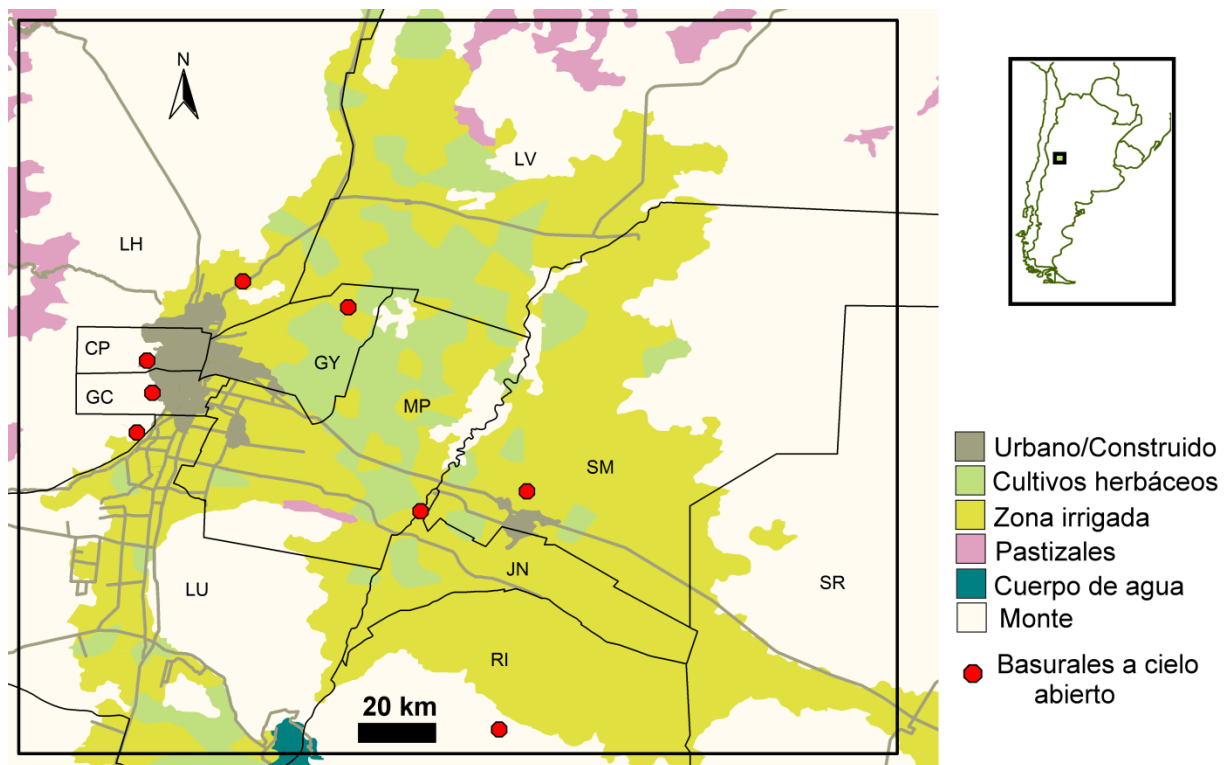 N
LV
LH
CP
GY
GC
MP
SM
JN
LU
SR
RI
20 km
Urbano/Construido
Cultivos herbáceos
Zona irrigada
Pastizales
Cuerpo de agua
Monte
Basurales a cielo
abierto